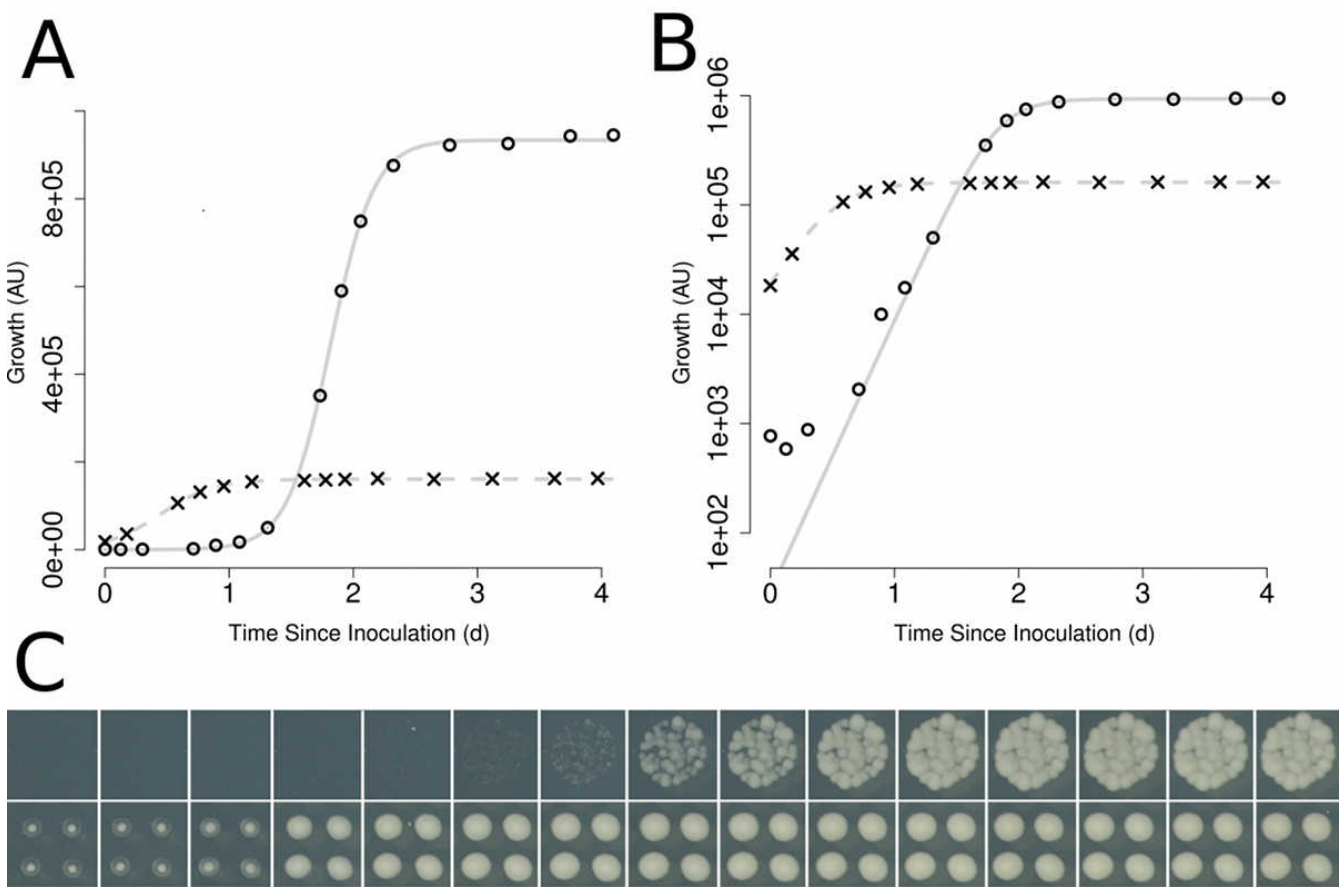 A
B
Growth (AU)
0e+00
4e+05
8e+05
0
1
2
3
4
Time Since Inoculation (d)
Growth (AU)
1e+02
1e+03
1e+04
1e+05
1e+06
0
1
2
3
4
Time Since Inoculation (d)
C